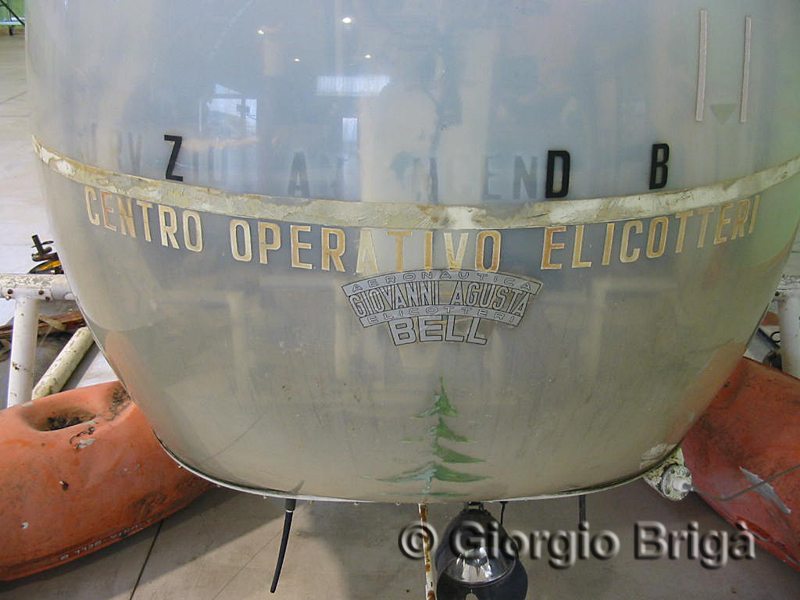 Z D B
CENTRO OPERATIVO ELICOTTERI
AERONAUTICA
GIOVANNI AGUSTA
ELICOTTERI
BELL
© Giorgio Brigà